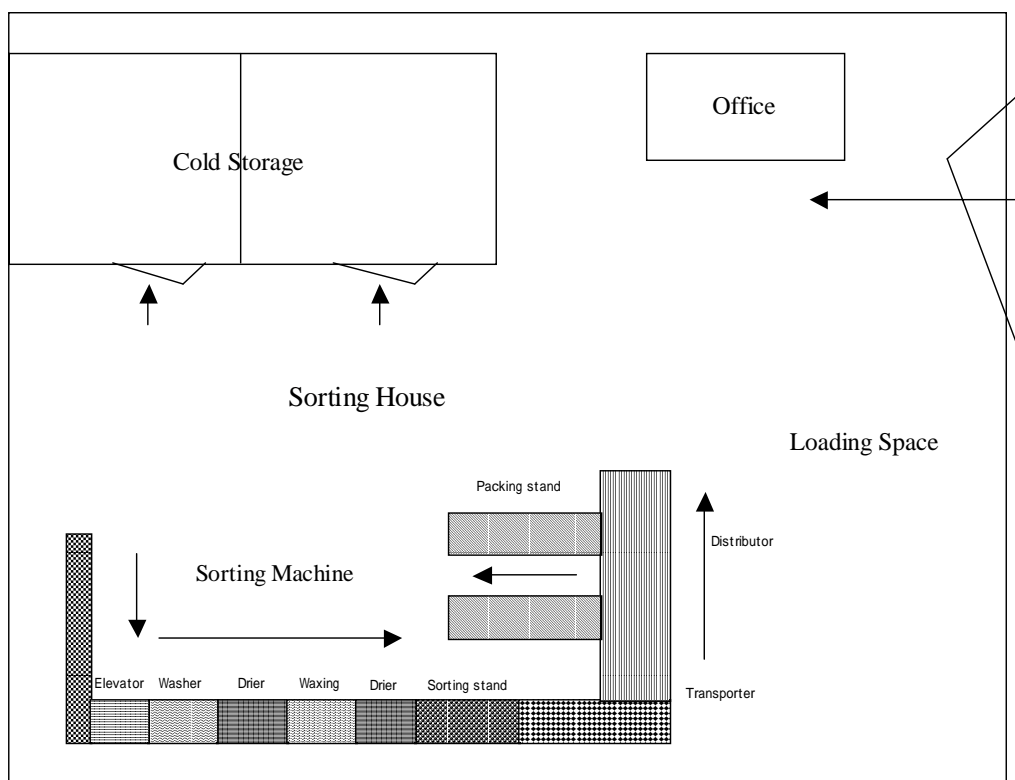 Office
Cold Storage
Sorting House
Loading Space
Packing stand
Distributor
Sorting Machine
Elevator Washer Drier Waxing Drier Sorting stand
Transporter